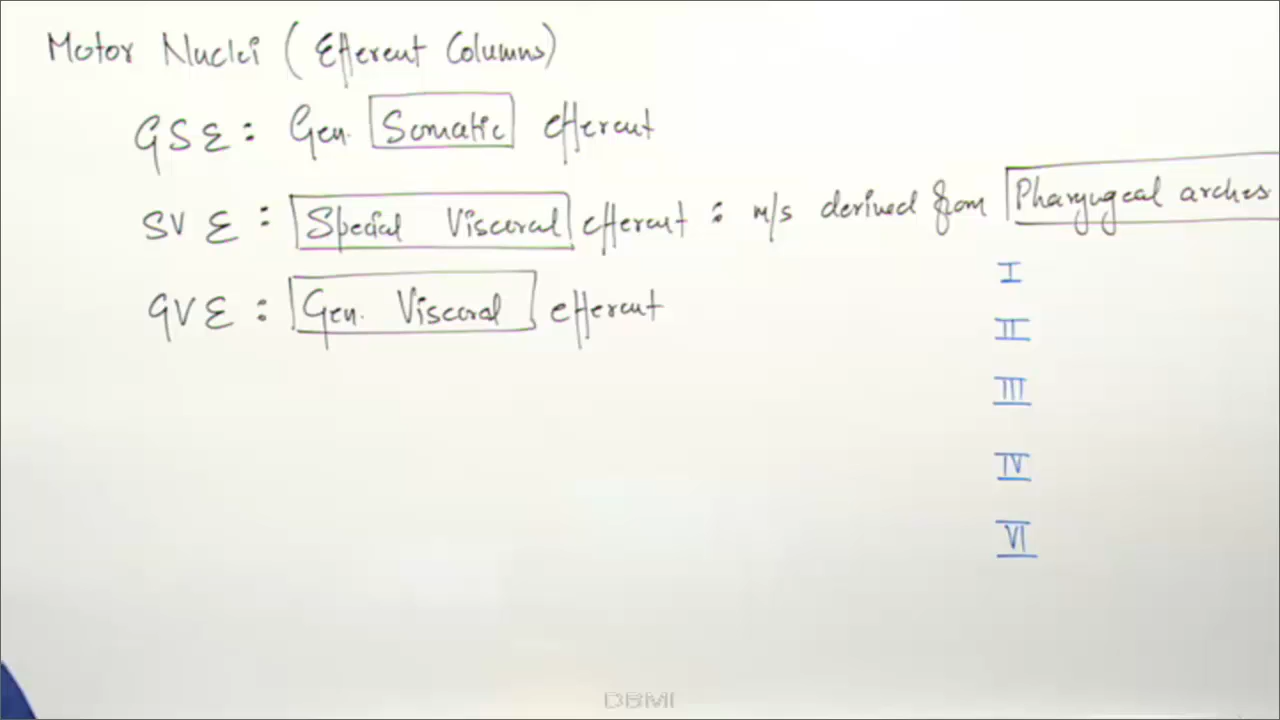 Motor Nuclei (Efferent Columns)
GSE : Gen. Somatic efferent
SVE : Special Visceral efferent : m/s derived from Pharyngeal arches
I
II
III
IV
VI
GVE : Gen. Visceral efferent
DBMI